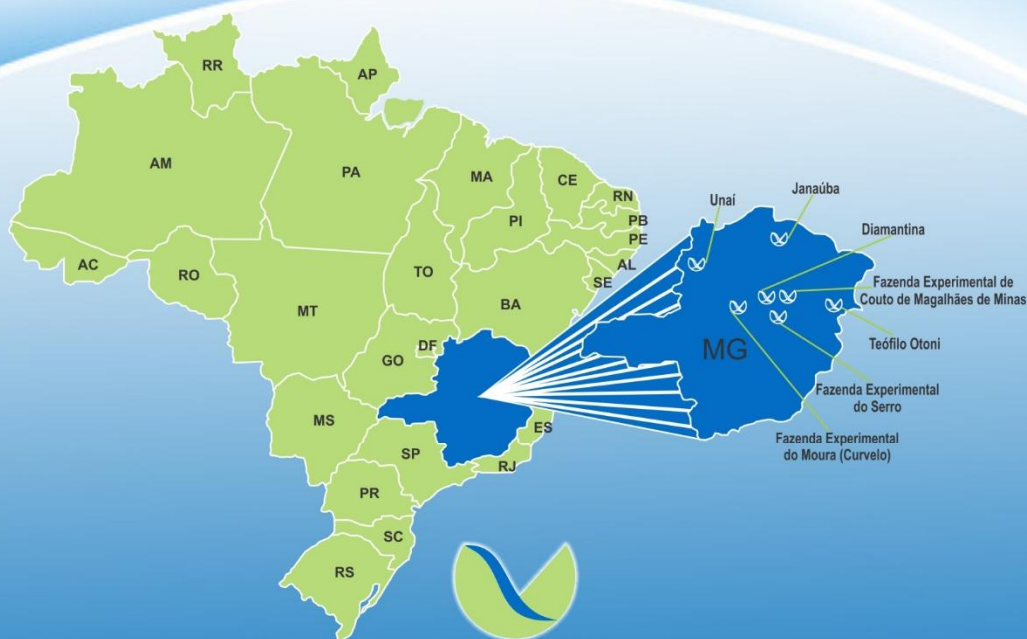 RR
AP
AM
PA
MA
CE
RN
PB
PE
AL
SE
PI
AC
RO
TO
BA
MT
DF
GO
MS
ES
SP
RJ
PR
SC
RS
Unaí
Janaúba
Diamantina
Fazenda Experimental de
Couto de Magalhães de Minas
Teófilo Otoni
MG
Fazenda Experimental
do Serro
Fazenda Experimental
do Moura (Curvelo)